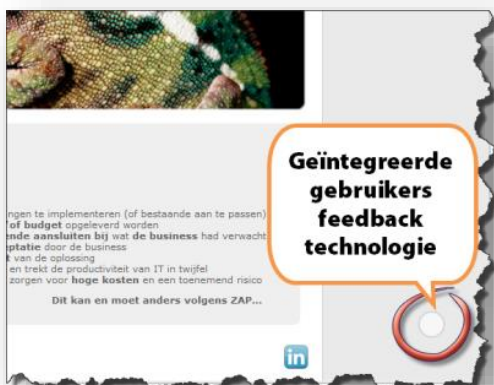 Geïntegreerde
gebruikers
feedback
technologie
ngen te implementeren (of bestaande aan te passen)
of budget opgeleverd worden
ende aansluiten bij wat de business had verwacht
eptatie door de business
t van de oplossing
en trekt de productiviteit van IT in twijfel
zorgen voor hoge kosten en een toenemend risico
Dit kan en moet anders volgens ZAP...
in